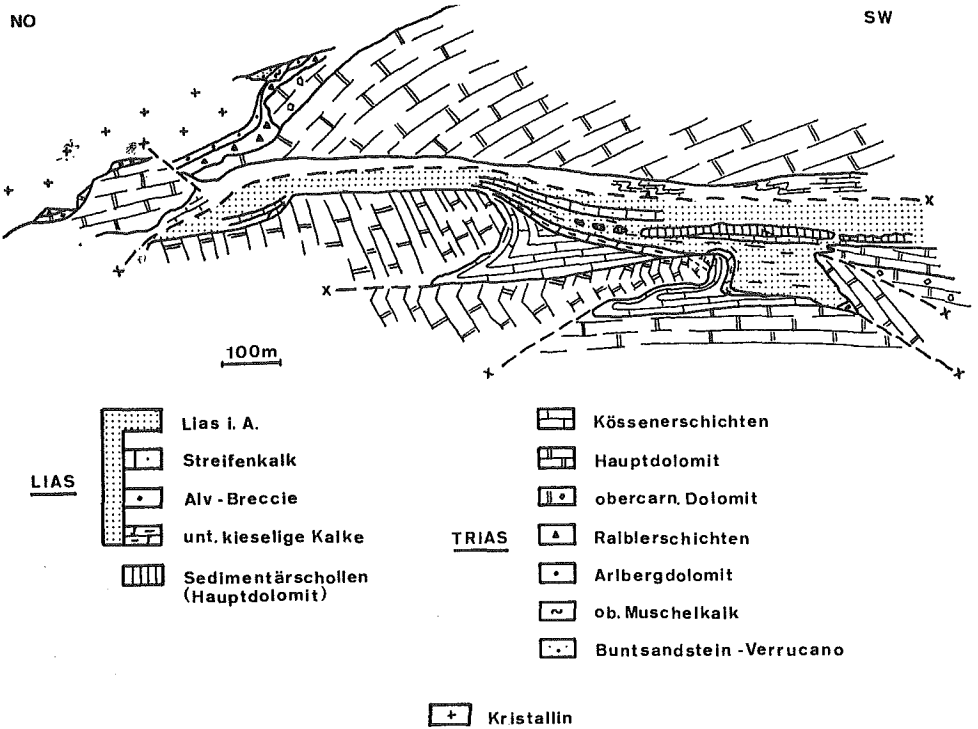 NO
SW
x
x
x
x
x
x
x
100m
LIAS
Lias i. A.
Streifenkalk
Alv - Breccie
unt. kieselige Kalke
Sedimentärschollen
(Hauptdolomit)
TRIAS
Kössenerschichten
Hauptdolomit
obercarn. Dolomit
Raiblerschichten
Arlbergdolomit
ob. Muschelkalk
Buntsandstein - Verrucano
Kristallin